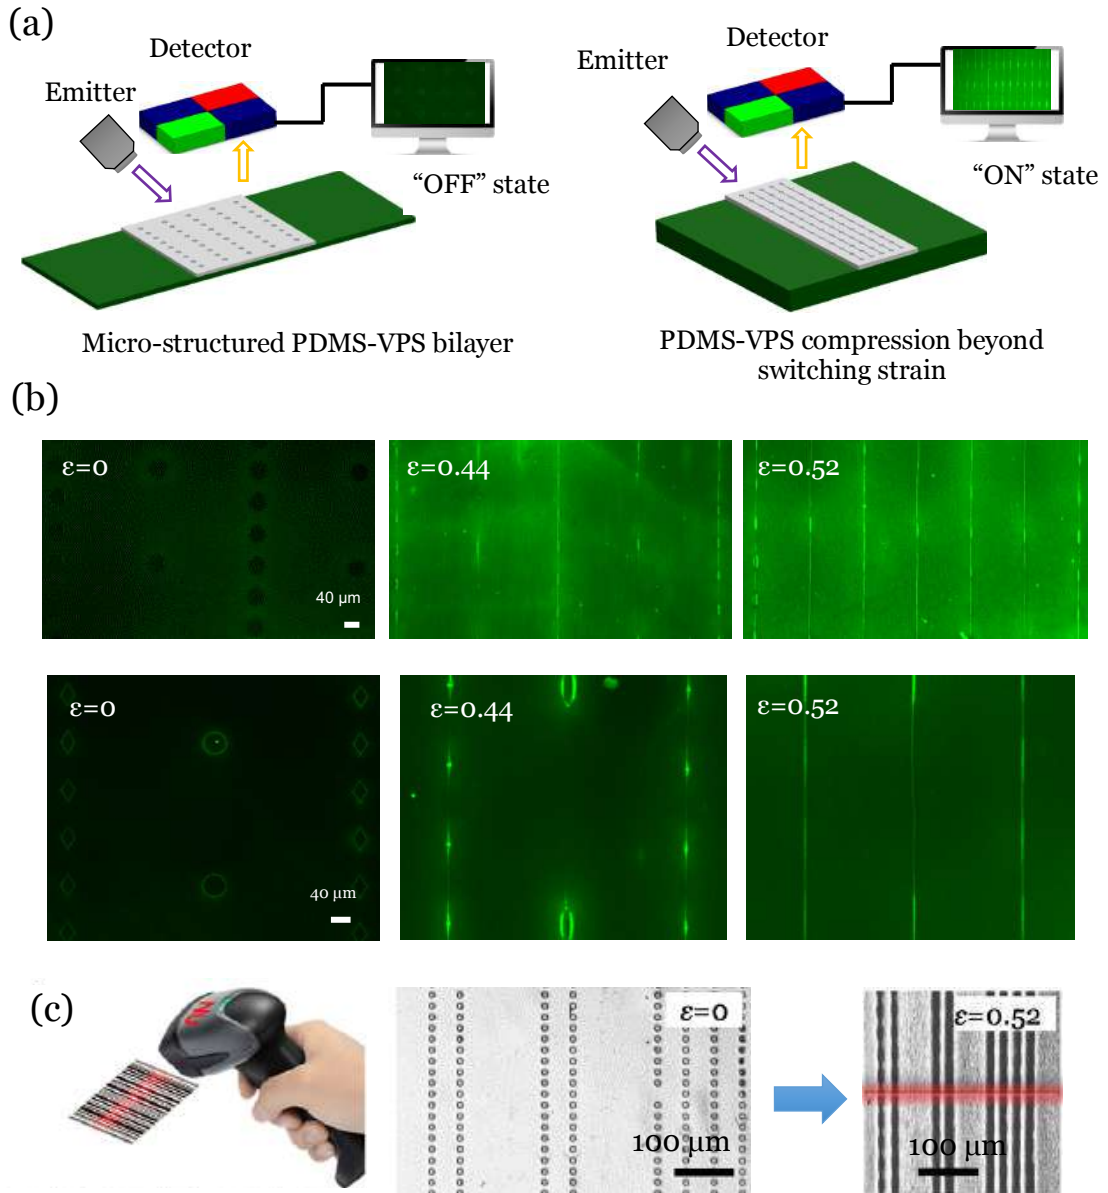 (a)
Detector
Emitter
"OFF" state
Micro-structured PDMS-VPS bilayer
Detector
Emitter
"ON" state
PDMS-VPS compression beyond
switching strain
(b)
ε=0
40 μm
ε=0.44
ε=0.52
ε=0
40 μm
ε=0.44
ε=0.52
(c)
ε=0
100 μm
ε=0.52
100 μm